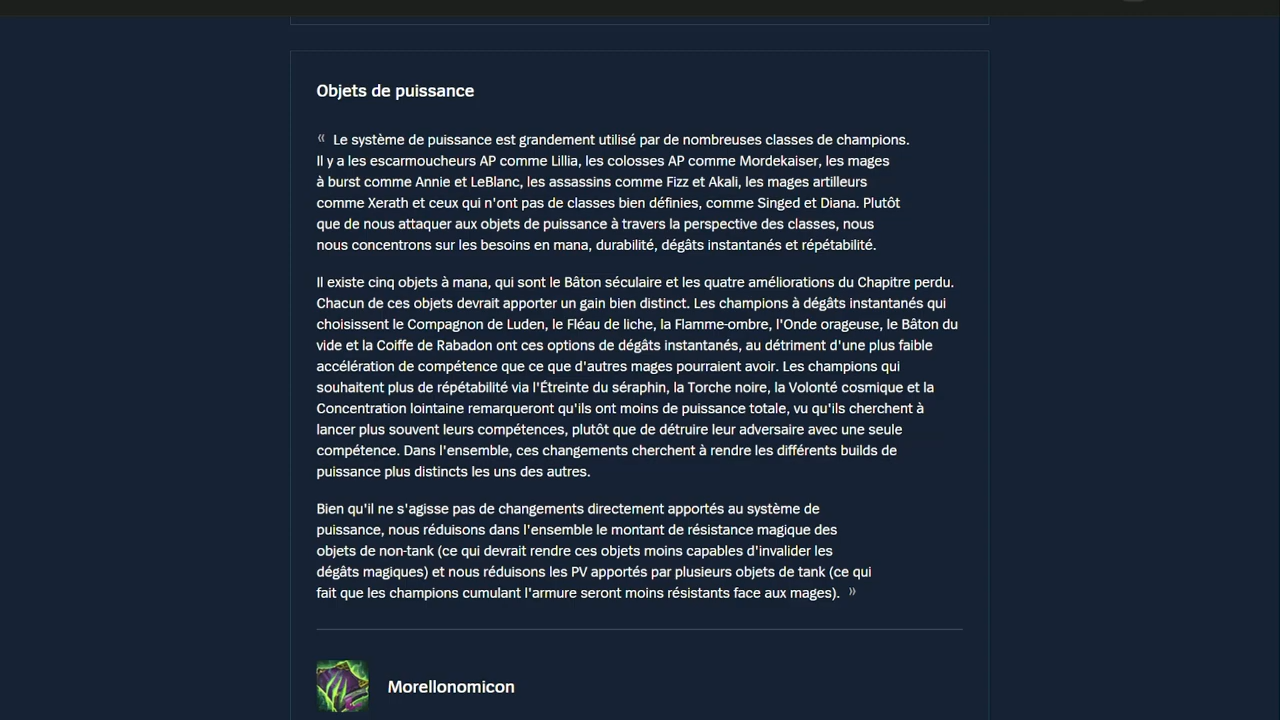 Objets de puissance
« Le système de puissance est grandement utilisé par de nombreuses classes de champions.
Il y a les escarmoucheurs AP comme Lillia, les colosses AP comme Mordekaiser, les mages
à burst comme Annie et LeBlanc, les assassins comme Fizz et Akali, les mages artilleurs
comme Xerath et ceux qui n'ont pas de classes bien définies, comme Singed et Diana. Plutôt
que de nous attaquer aux objets de puissance à travers la perspective des classes, nous
nous concentrons sur les besoins en mana, durabilité, dégâts instantanés et répétabilité.
Il existe cinq objets à mana, qui sont le Bâton séculaire et les quatre améliorations du Chapitre perdu.
Chacun de ces objets devrait apporter un gain bien distinct. Les champions à dégâts instantanés qui
choisissent le Compagnon de Luden, le Fléau de liche, la Flamme-ombre, l'Onde orageuse, le Bâton du
vide et la Coiffe de Rabadon ont ces options de dégâts instantanés, au détriment d'une plus faible
accélération de compétence que ce que d'autres mages pourraient avoir. Les champions qui
souhaitent plus de répétabilité via l'Étreinte du séraphin, la Torche noire, la Volonté cosmique et la
Concentration lointaine remarqueront qu'ils ont moins de puissance totale, vu qu'ils cherchent à
lancer plus souvent leurs compétences, plutôt que de détruire leur adversaire avec une seule
compétence. Dans l'ensemble, ces changements cherchent à rendre les différents builds de
puissance plus distincts les uns des autres.
Bien qu'il ne s'agisse pas de changements directement apportés au système de
puissance, nous réduisons dans l'ensemble le montant de résistance magique des
objets de non-tank (ce qui devrait rendre ces objets moins capables d'invalider les
dégâts magiques) et nous réduisons les PV apportés par plusieurs objets de tank (ce qui
fait que les champions cumulant l'armure seront moins résistants face aux mages). »
Morellonomicon